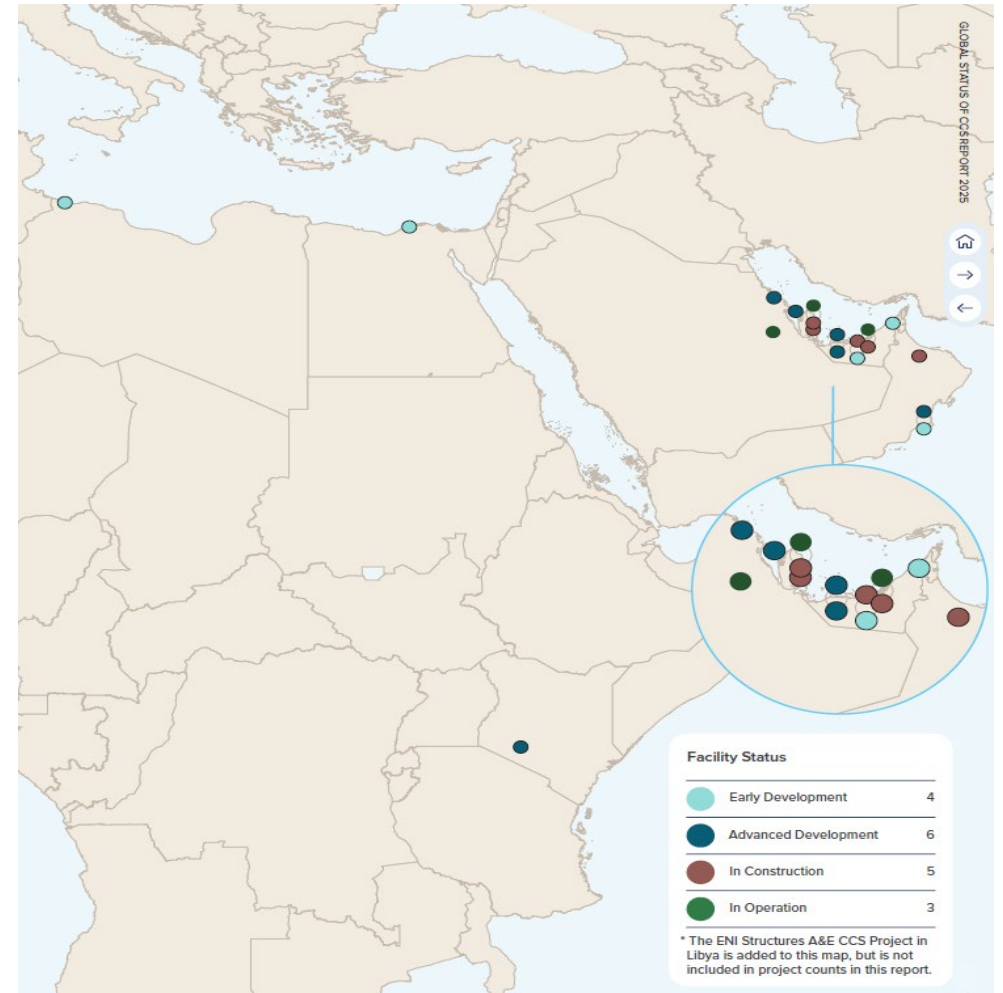 GLOBAL STATUS OF CCS REPORT 2025
Facility Status
Early Development 4
Advanced Development 6
In Construction 5
In Operation 3
* The ENI Structures A&E CCS Project in
Libya is added to this map, but is not
included in project counts in this report.